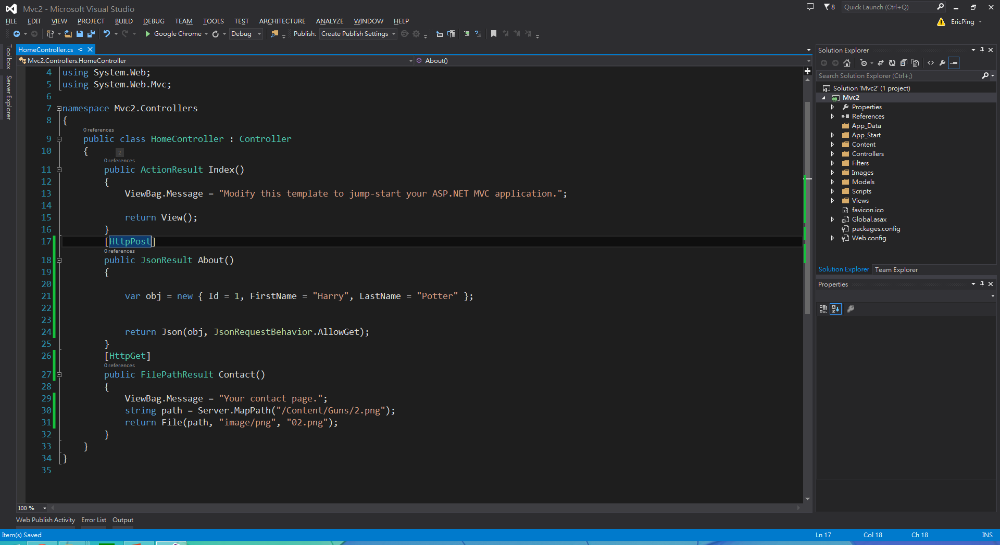 Mvc2 - Microsoft Visual Studio
8
Quick Launch (Ctrl+Q)
FILE EDIT VIEW PROJECT BUILD DEBUG TEAM TOOLS TEST ARCHITECTURE ANALYZE WINDOW HELP
EricPing
Google Chrome
Debug
Publish: Create Publish Settings
Toolbox
Server Explorer
HomeController.cs
Mvc2.Controllers.HomeController
About()
4 using System.Web;
5 using System.Web.Mvc;
6
7 namespace Mvc2.Controllers
8 {
0 references
9 public class HomeController : Controller
10 {
2
0 references
11 public ActionResult Index()
12 {
13 ViewBag.Message = "Modify this template to jump-start your ASP.NET MVC application.";
14
15 return View();
16 }
17 [HttpPost]
0 references
18 public JsonResult About()
19 {
20
21 var obj = new { Id = 1, FirstName = "Harry", LastName = "Potter" };
22
23
24 return Json(obj, JsonRequestBehavior.AllowGet);
25 }
26 [HttpGet]
0 references
27 public FilePathResult Contact()
28 {
29 ViewBag.Message = "Your contact page.";
30 string path = Server.MapPath("/Content/Guns/2.png");
31 return File(path, "image/png", "02.png");
32 }
33 }
34 }
35
100 %
Solution Explorer
Search Solution Explorer (Ctrl+;)
Solution 'Mvc2' (1 project)
Mvc2
Properties
References
App_Data
App_Start
Content
Controllers
Filters
Images
Models
Scripts
Views
favicon.ico
Global.asax
packages.config
Web.config
Solution Explorer
Team Explorer
Properties
Web Publish Activity
Error List
Output
Item(s) Saved
Ln 17
Col 18
Ch 18
INS